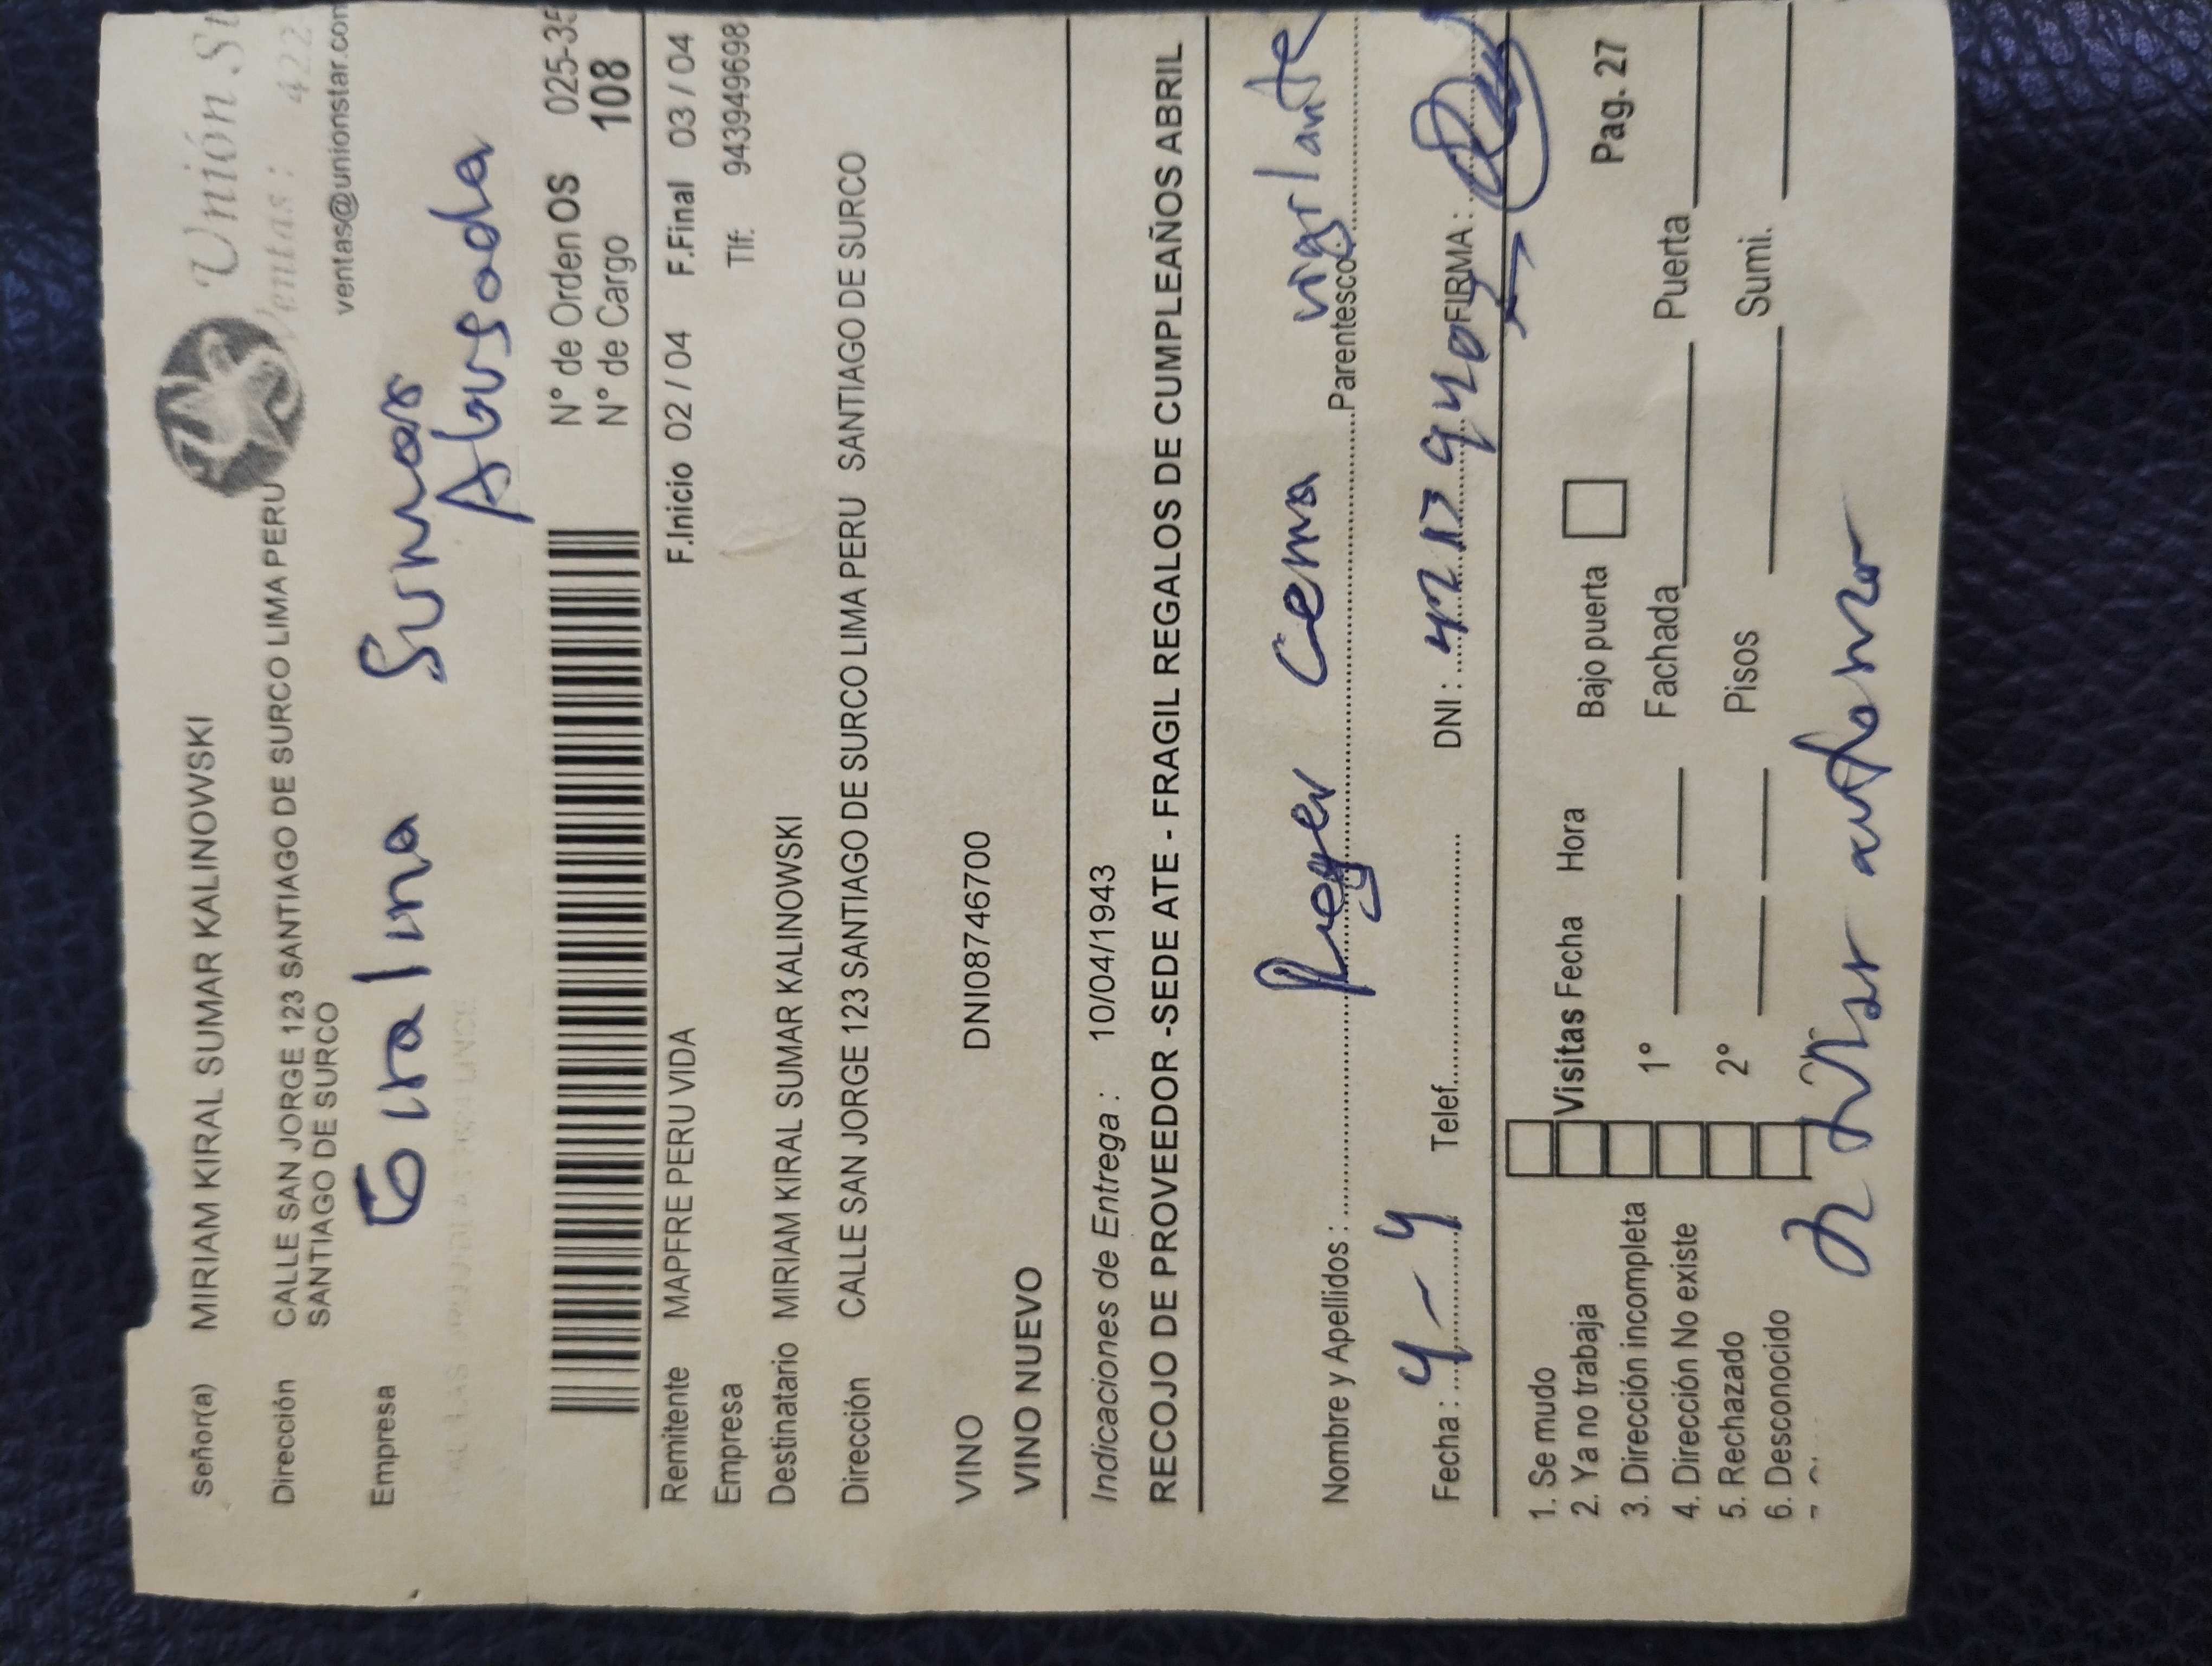 Señor(a) MIRIAM KIRAL SUMAR KALINOWSKI
Unión
Ventas : 422
Dirección CALLE SAN JORGE 123 SANTIAGO DE SURCO LIMA PERU
SANTIAGO DE SURCO
ventas@unionstar.com
Empresa
Sumar
Abusada
N° de Orden OS 025-35
N° de Cargo 108
Remitente MAPFRE PERU VIDA F.Inicio 02 / 04 F.Final 03 / 04
Empresa Tlf: 943949698
Destinatario MIRIAM KIRAL SUMAR KALINOWSKI
Dirección CALLE SAN JORGE 123 SANTIAGO DE SURCO LIMA PERU SANTIAGO DE SURCO
VINO DNI08746700
VINO NUEVO
Indicaciones de Entrega : 10/04/1943
RECOJO DE PROVEEDOR -SEDE ATE - FRAGIL REGALOS DE CUMPLEAÑOS ABRIL
Nombre y Apellidos : Cema Parentesco vigilante
Fecha : 4 - 4 Telef. DNI : FIRMA :
1. Se mudo
2. Ya no trabaja Visitas Fecha Hora Bajo puerta Pag. 27
3. Dirección incompleta
4. Dirección No existe 1° Fachada Puerta
5. Rechazado
6. Desconocido 2° Pisos Sumi.